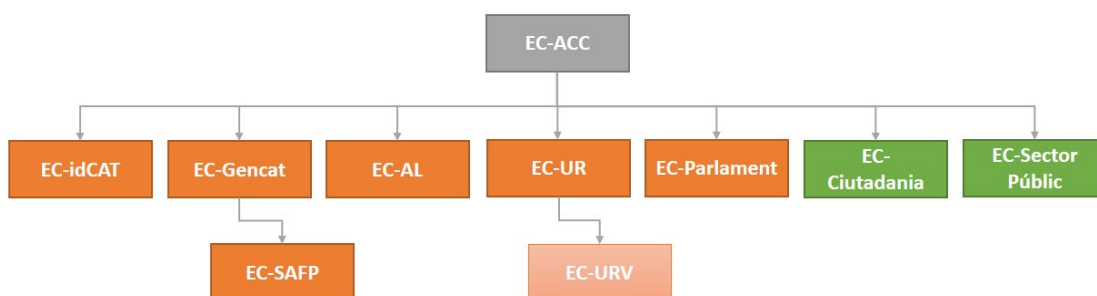 EC-ACC
EC-idCAT
EC-Gencat
EC-AL
EC-UR
EC-Parlament
EC-
Ciutadania
EC-Sector
Públic
EC-SAFP
EC-URV